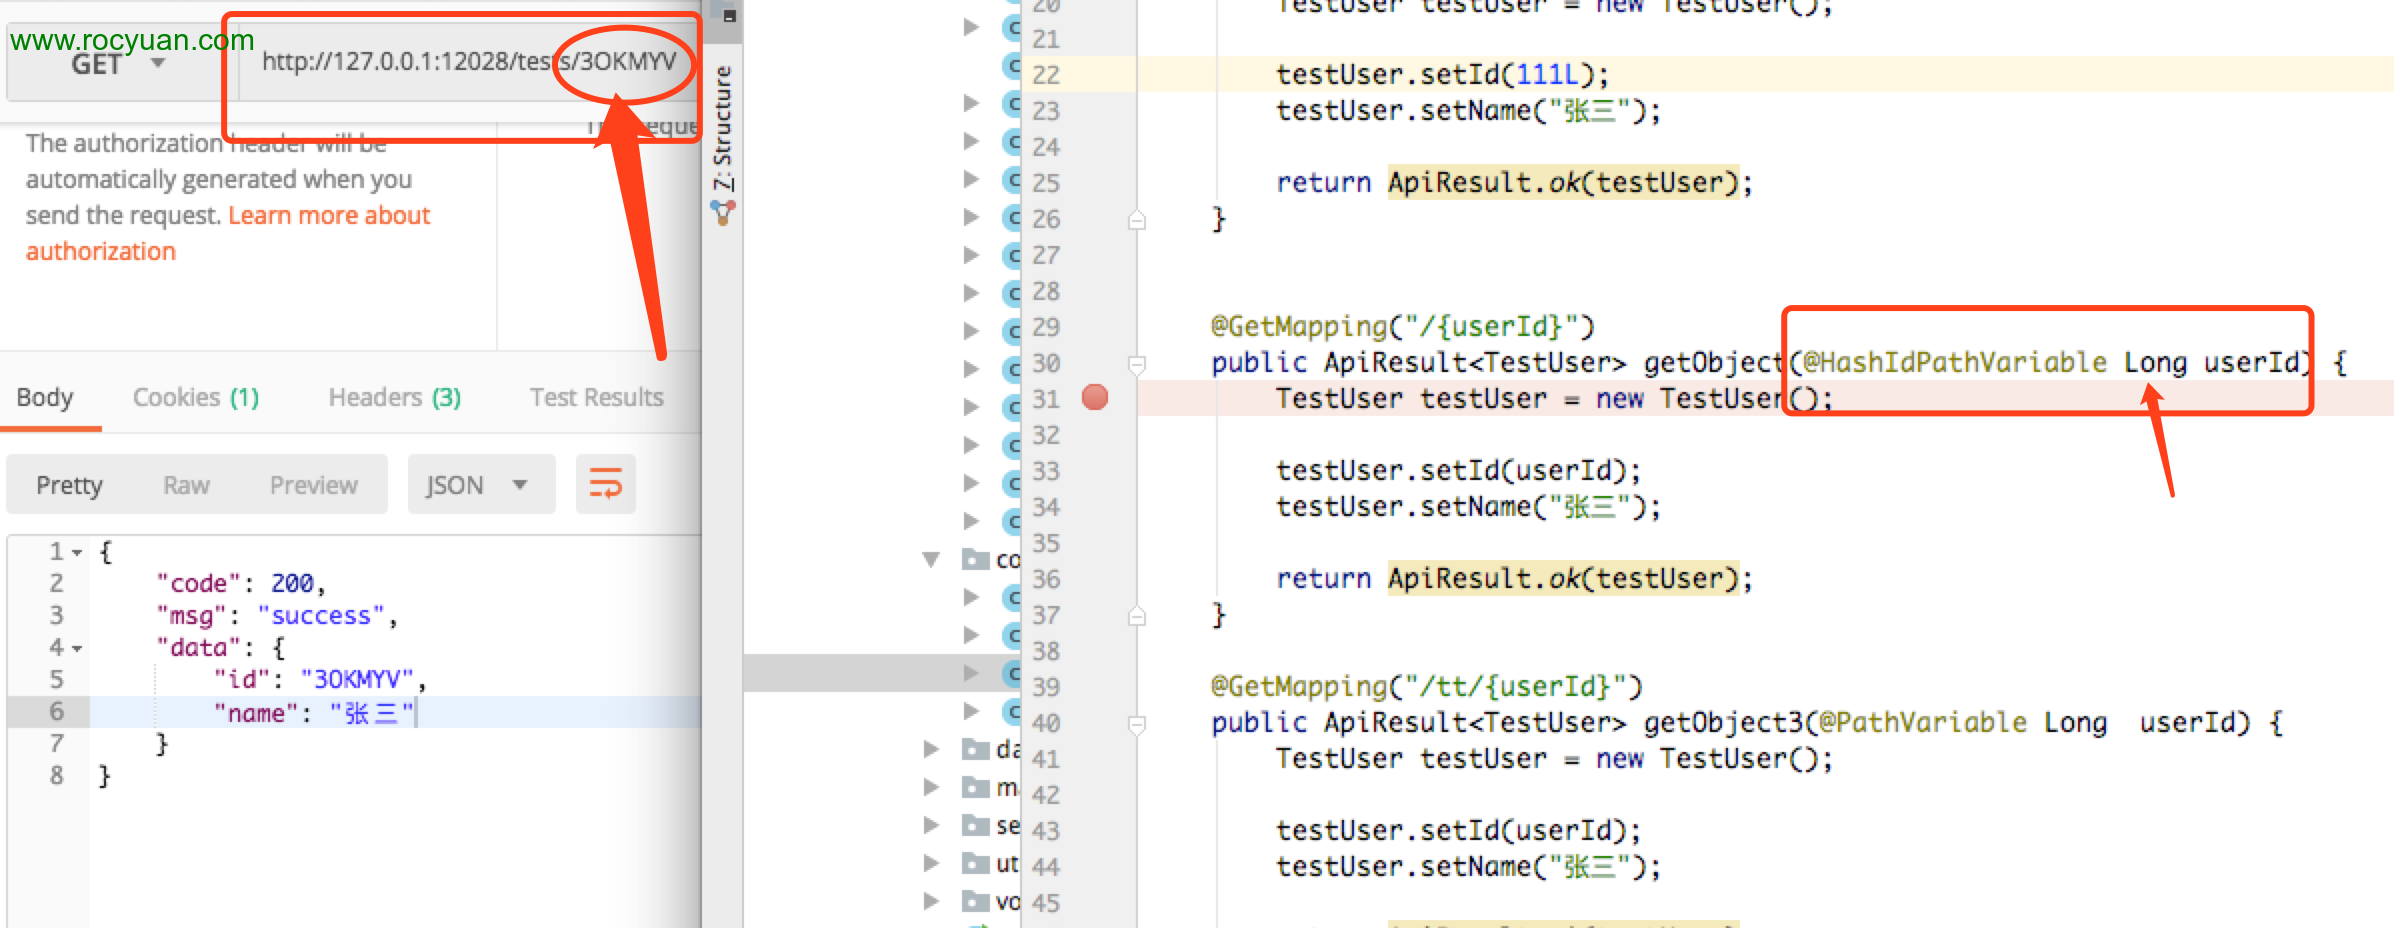 www.rocyuan.com
GET
http://127.0.0.1:12028/tests/3OKMYV
The authorization header will be
automatically generated when you
send the request. Learn more about
authorization
Body Cookies (1) Headers (3) Test Results
Pretty Raw Preview JSON
1 {
2 "code": 200,
3 "msg": "success",
4 "data": {
5 "id": "3OKMYV",
6 "name": "张三"
7 }
8 }
Z: Structure
co
da
m
se
ut
vo
20 TestUser testUser = new TestUser();
21
22 testUser.setId(111L);
23 testUser.setName("张三");
24
25 return ApiResult.ok(testUser);
26 }
27
28
29 @GetMapping("/{userId}")
30 public ApiResult<TestUser> getObject(@HashIdPathVariable Long userId) {
31 TestUser testUser = new TestUser();
32
33 testUser.setId(userId);
34 testUser.setName("张三");
35
36 return ApiResult.ok(testUser);
37 }
38
39 @GetMapping("/tt/{userId}")
40 public ApiResult<TestUser> getObject3(@PathVariable Long userId) {
41 TestUser testUser = new TestUser();
42
43 testUser.setId(userId);
44 testUser.setName("张三");
45